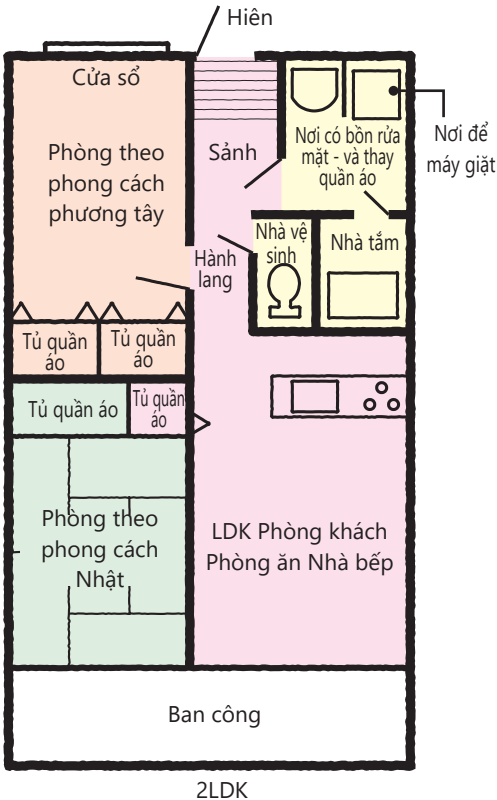 Hiên
Cửa sổ
Phòng theo
phong cách
phương tây
Sảnh
Nơi có bồn rửa
mặt - và thay
quần áo
Nơi để
máy giặt
Nhà vệ
sinh
Nhà tắm
Hành
lang
Tủ quần
áo
Tủ quần
áo
Tủ quần áo
Tủ quần
áo
Phòng theo
phong cách
Nhật
LDK Phòng khách
Phòng ăn Nhà bếp
Ban công
2LDK